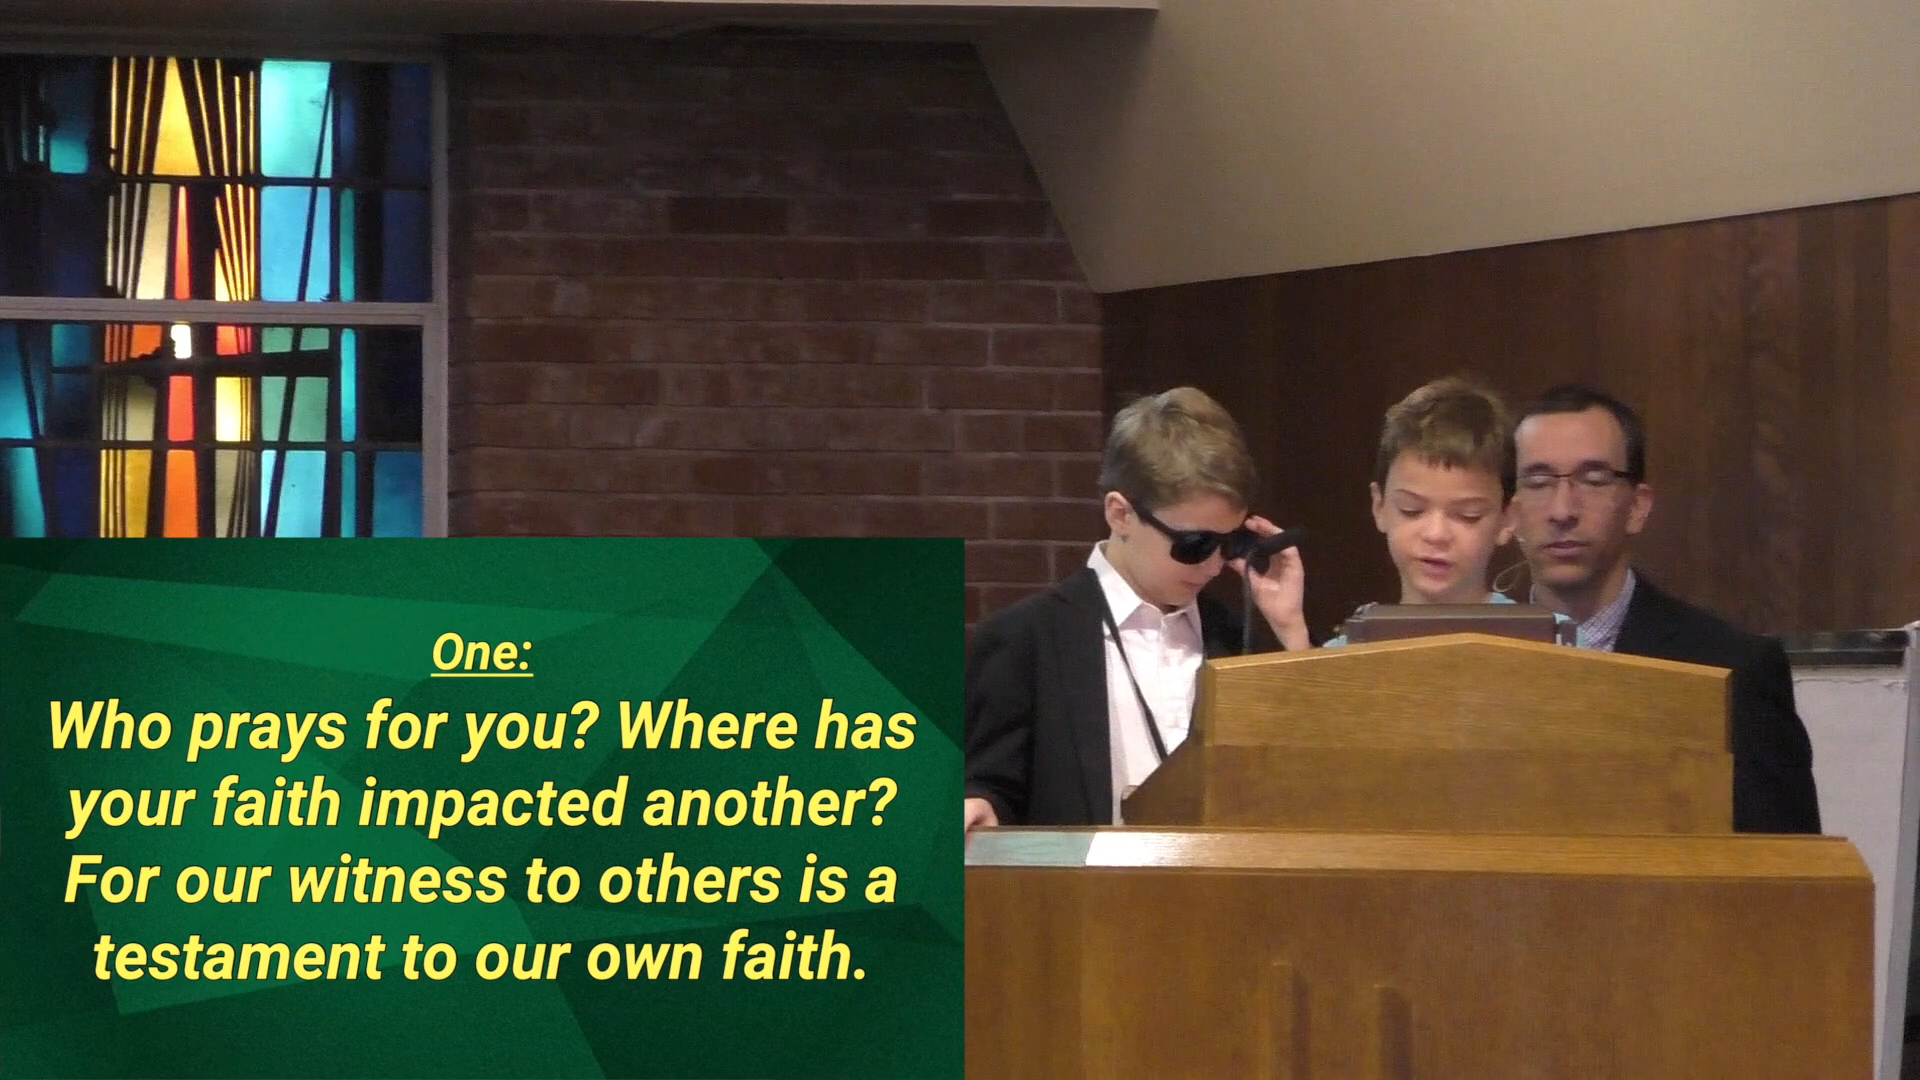 One:
Who prays for you? Where has
your faith impacted another?
For our witness to others is a
testament to our own faith.